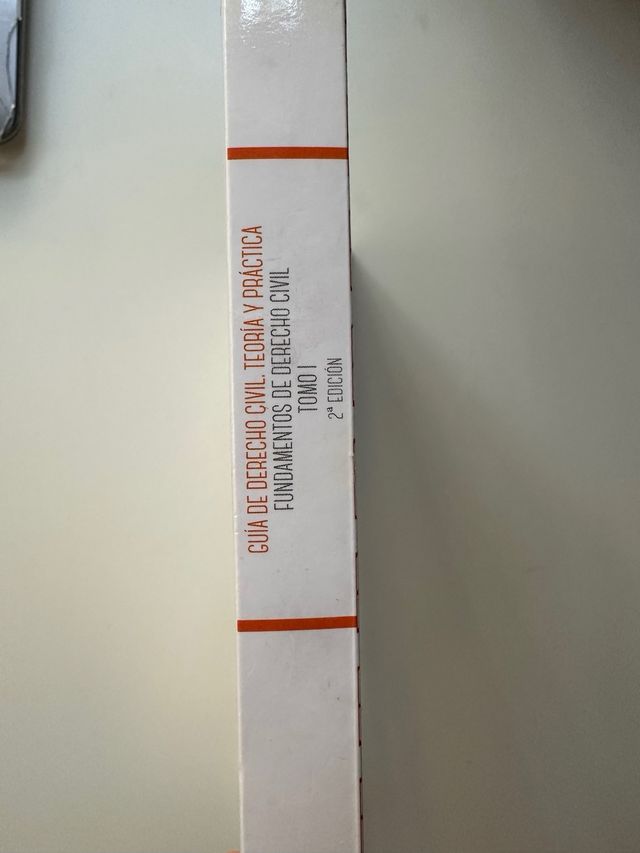 GUÍA DE DERECHO CIVIL. TEORÍA Y PRÁCTICA
FUNDAMENTOS DE DERECHO CIVIL
TOMO I
2ª EDICIÓN